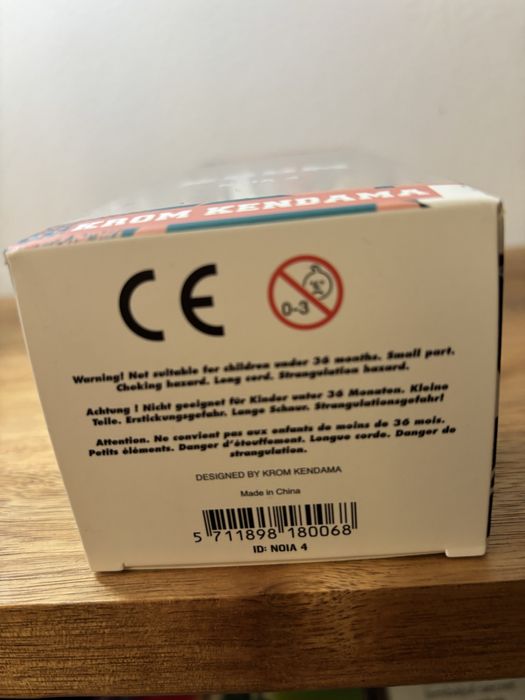 KROM KENDAMA
CE
0-3
Warning! Not suitable for children under 36 months. Small part.
Choking hazard. Long cord. Strangulation hazard.
Achtung ! Nicht geeignet für Kinder unter 36 Monaten. Kleine
Teile. Erstickungsgefahr. Lange Schnur. Strangulationsgefahr!
Attention. Ne convient pas aux enfants de moins de 36 mois.
Petits éléments. Danger d'étouffement. Longue corde. Danger de
strangulation.
DESIGNED BY KROM KENDAMA
Made in China
5 711898 180068
ID: NOIA 4